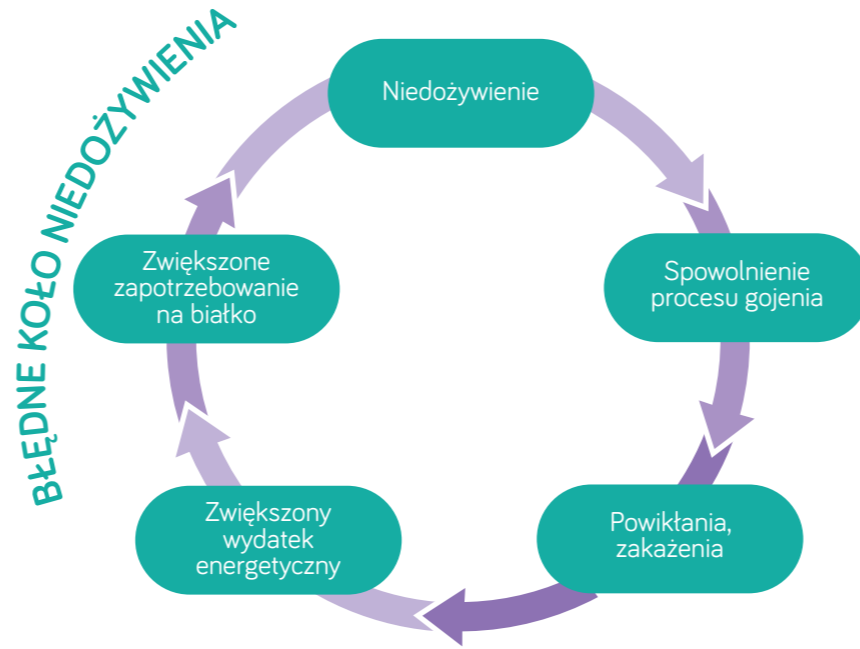 BŁĘDNE KOŁO NIEDOŻYWIENIA
Niedożywienie
Spowolnienie
procesu gojenia
Powikłania,
zakażenia
Zwiększony
wydatek
energetyczny
Zwiększone
zapotrzebowanie
na białko